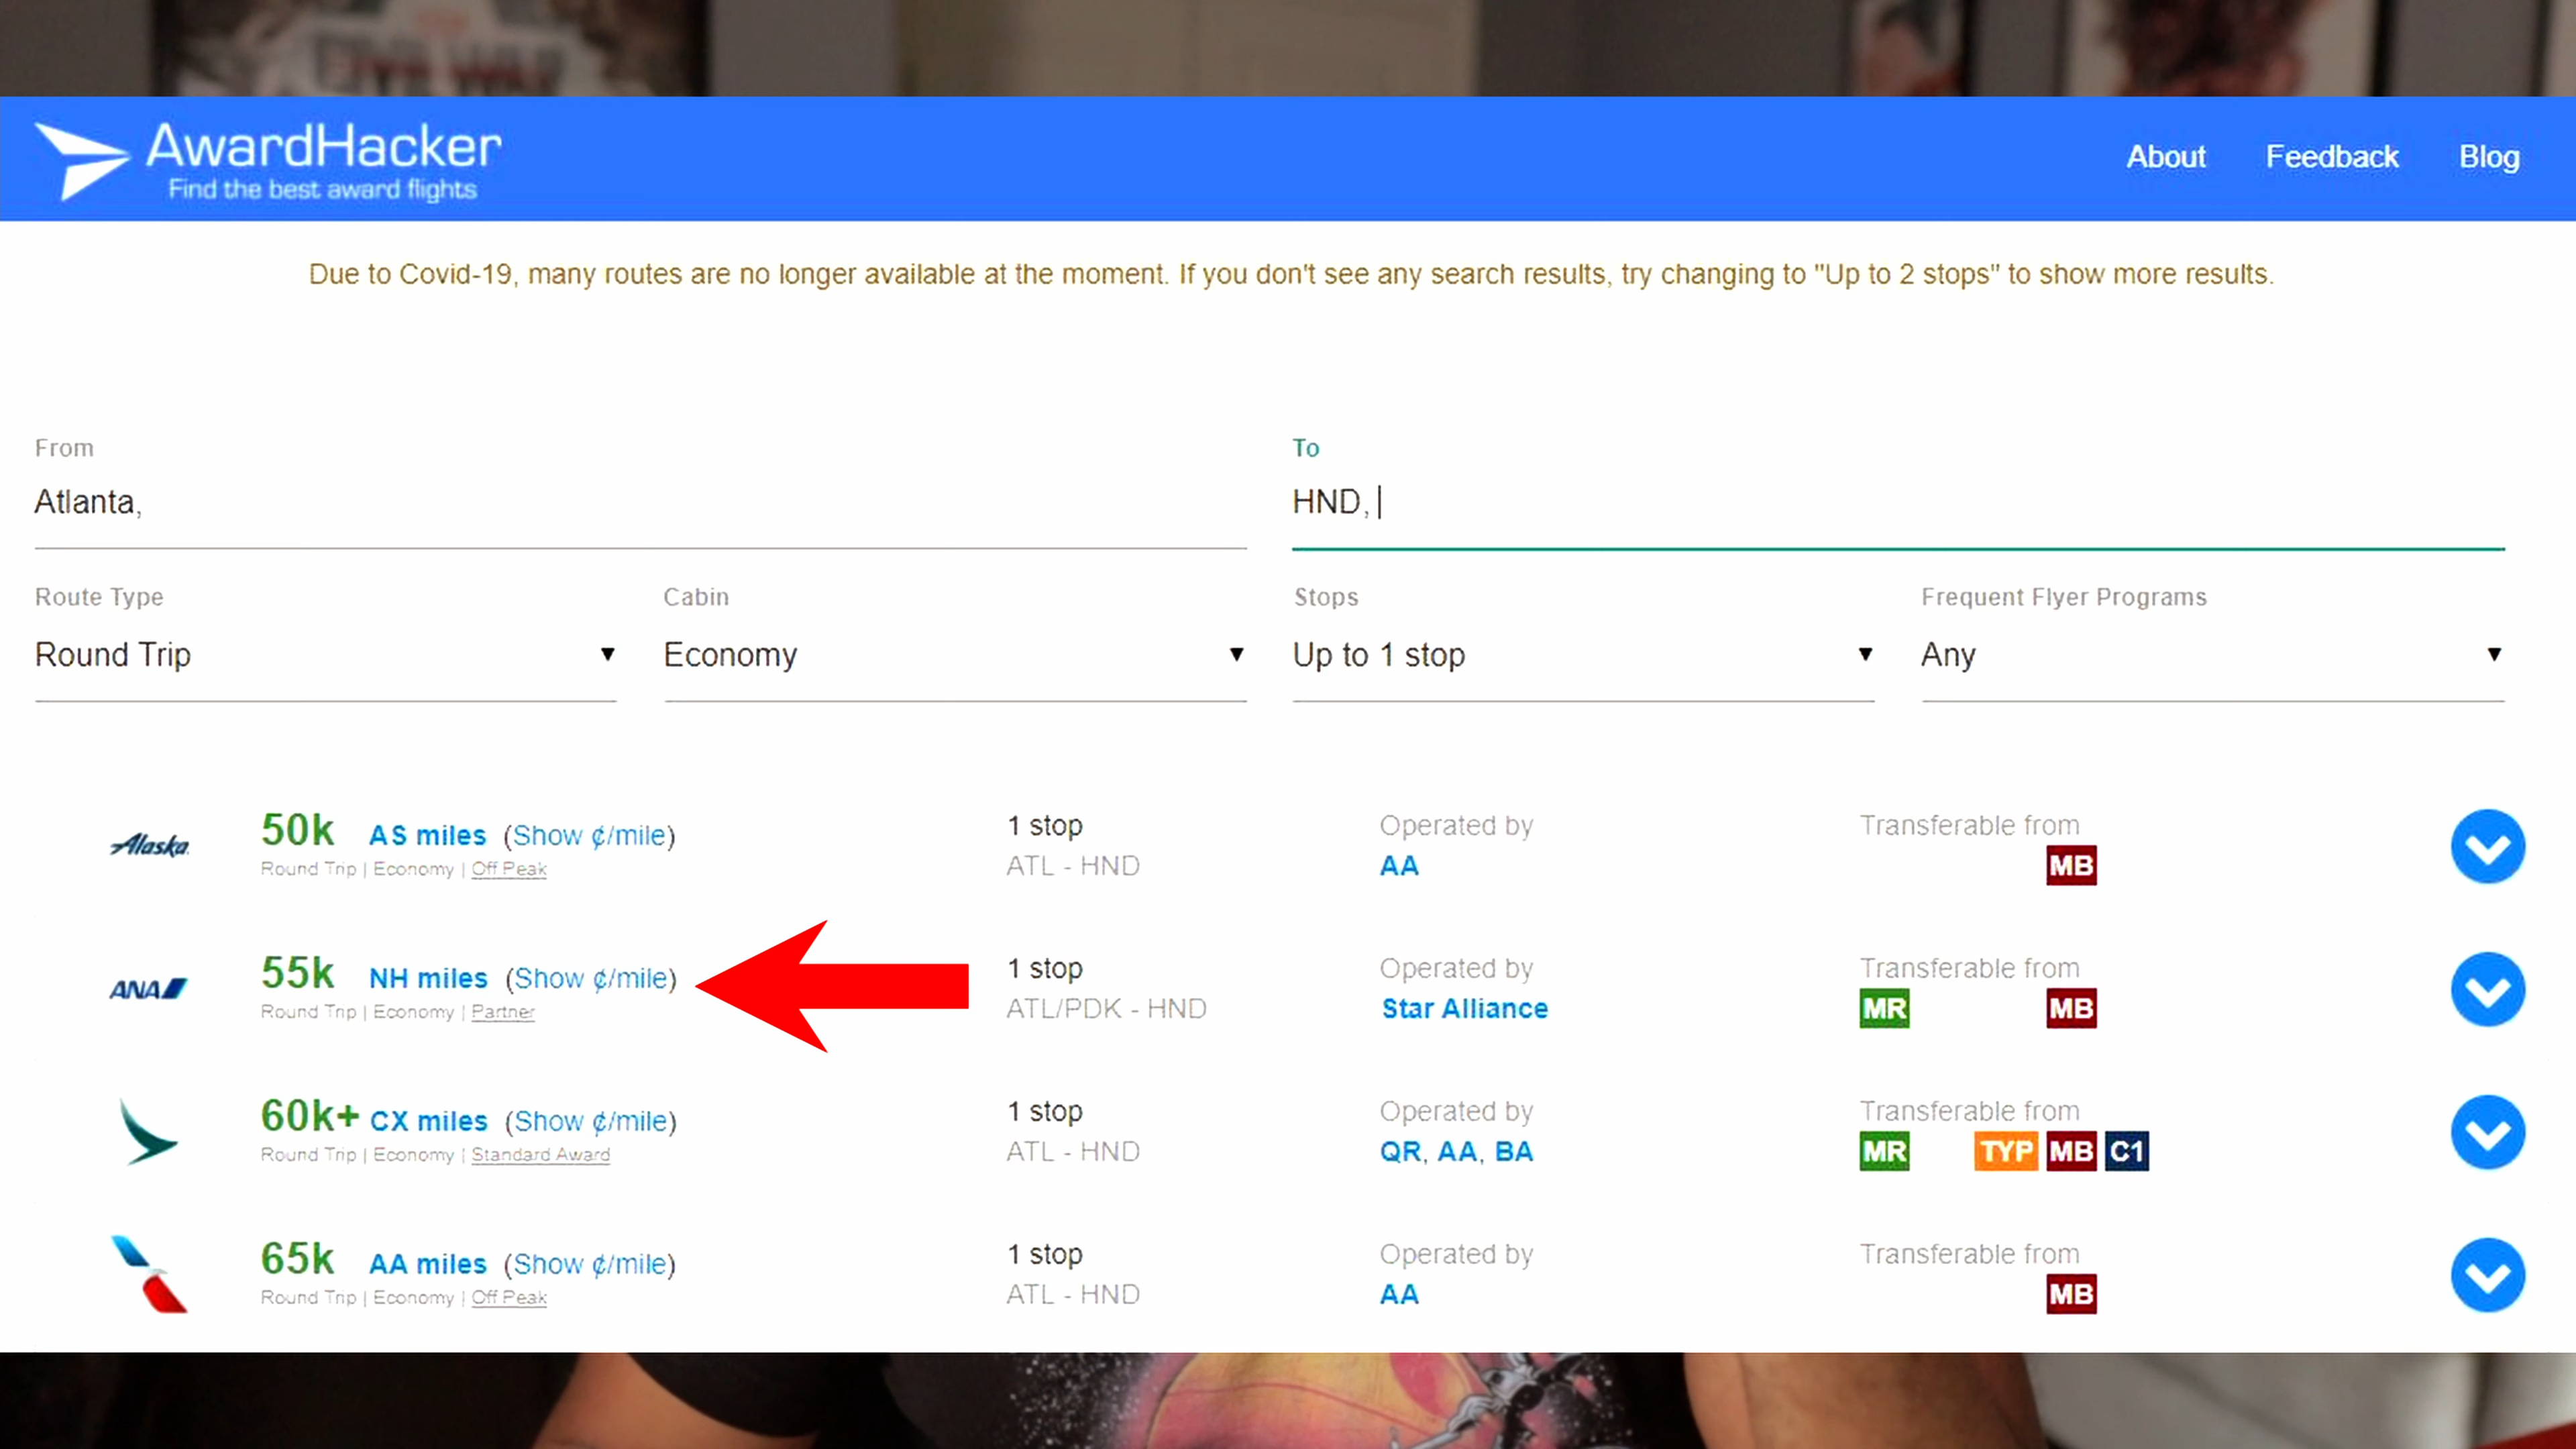 CIVIL WAR
AwardHacker
Find the best award flights
About Feedback Blog
Due to Covid-19, many routes are no longer available at the moment. If you don't see any search results, try changing to "Up to 2 stops" to show more results.
From To
Atlanta, HND,
Route Type Cabin Stops Frequent Flyer Programs
Round Trip Economy Up to 1 stop Any
Alaska 50k AS miles (Show ¢/mile) 1 stop Operated by Transferable from
Round Trip | Economy | Off Peak ATL - HND AA MB
ANA 55k NH miles (Show ¢/mile) 1 stop Operated by Transferable from
Round Trip | Economy | Partner ATL/PDK - HND Star Alliance MR MB
60k+ CX miles (Show ¢/mile) 1 stop Operated by Transferable from
Round Trip | Economy | Standard Award ATL - HND QR, AA, BA MR TYP MB C1
65k AA miles (Show ¢/mile) 1 stop Operated by Transferable from
Round Trip | Economy | Off Peak ATL - HND AA MB